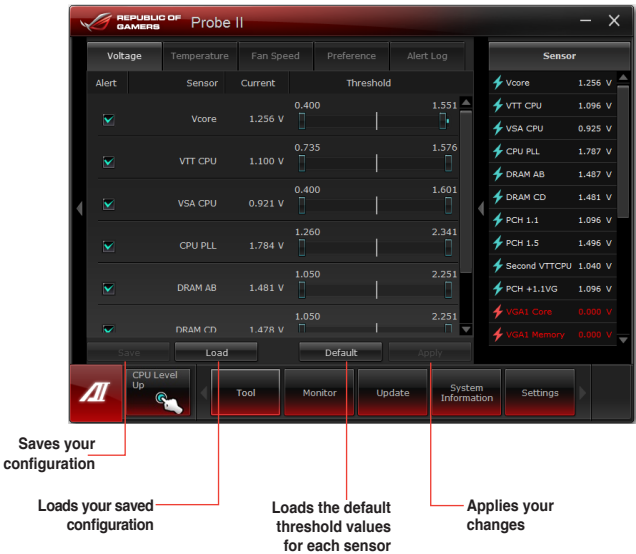 REPUBLIC OF
GAMERS
Probe II
Voltage Temperature Fan Speed Preference Alert Log
Alert Sensor Current Threshold
Vcore 1.256 V 0.400 1.551
VTT CPU 1.100 V 0.735 1.576
VSA CPU 0.921 V 0.400 1.601
CPU PLL 1.784 V 1.260 2.341
DRAM AB 1.481 V 1.050 2.251
DRAM CD 1.478 V 1.050 2.251
Save Load Default Apply
Sensor
Vcore 1.256 V
VTT CPU 1.096 V
VSA CPU 0.925 V
CPU PLL 1.787 V
DRAM AB 1.487 V
DRAM CD 1.481 V
PCH 1.1 1.096 V
PCH 1.5 1.496 V
Second VTTCPU 1.040 V
PCH +1.1VG 1.096 V
VGA1 Core 0.000 V
VGA1 Memory 0.000 V
CPU Level
Up
Tool Monitor Update System
Information Settings
Saves your
configuration
Loads your saved
configuration
Loads the default
threshold values
for each sensor
Applies your
changes